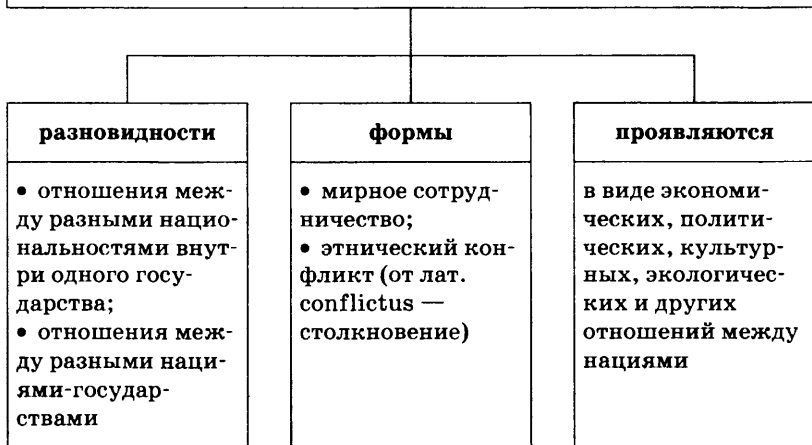 разновидности
• отношения меж-
ду разными нацио-
нальностями внут-
ри одного госу-
дарства;
• отношения меж-
ду разными наци-
ями-государ-
ствами
формы
• мирное сотруд-
ничество;
• этнический кон-
фликт (от лат.
conflictus —
столкновение)
проявляются
в виде экономи-
ческих, полити-
ческих, культур-
ных, экологичес-
ких и других
отношений между
нациями